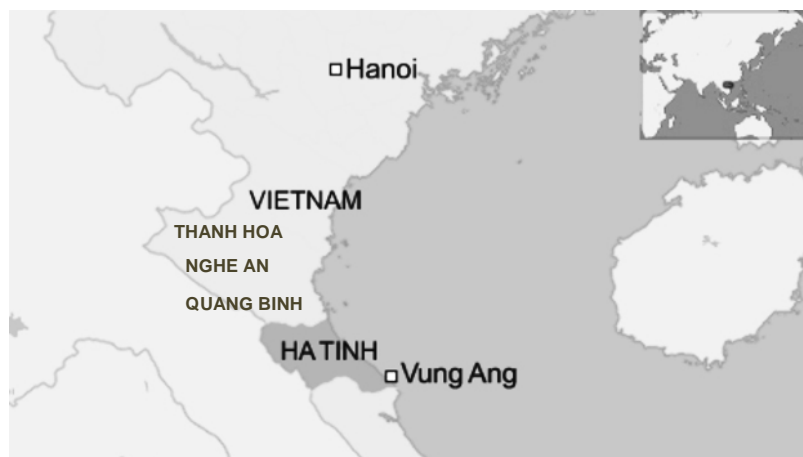 Hanoi
VIETNAM
THANH HOA
NGHE AN
QUANG BINH
HA TINH
Vung Ang